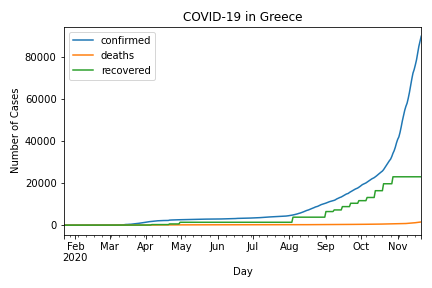 COVID-19 in Greece
confirmed
deaths
recovered
Number of Cases
80000
60000
40000
20000
0
Feb Mar Apr May Jun Jul Aug Sep Oct Nov
2020
Day